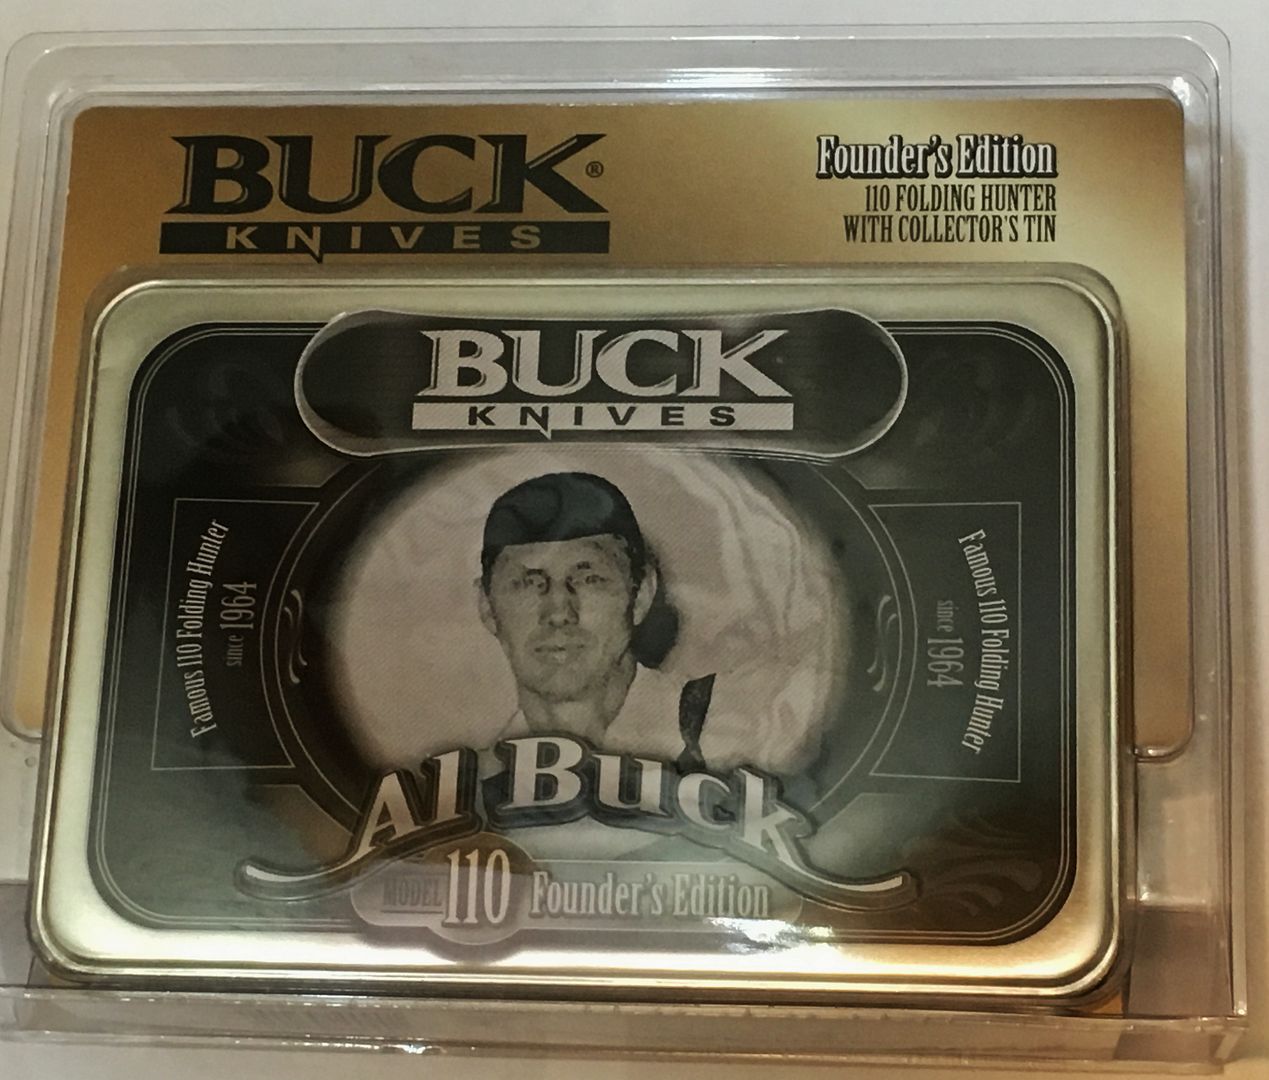 BUCK®
KNIVES
Founder's Edition
110 FOLDING HUNTER
WITH COLLECTOR'S TIN
BUCK
KNIVES
Famous 110 Folding Hunter
since 1964
Famous 110 Folding Hunter
since 1964
Al Buck
MODEL 110 Founder's Edition